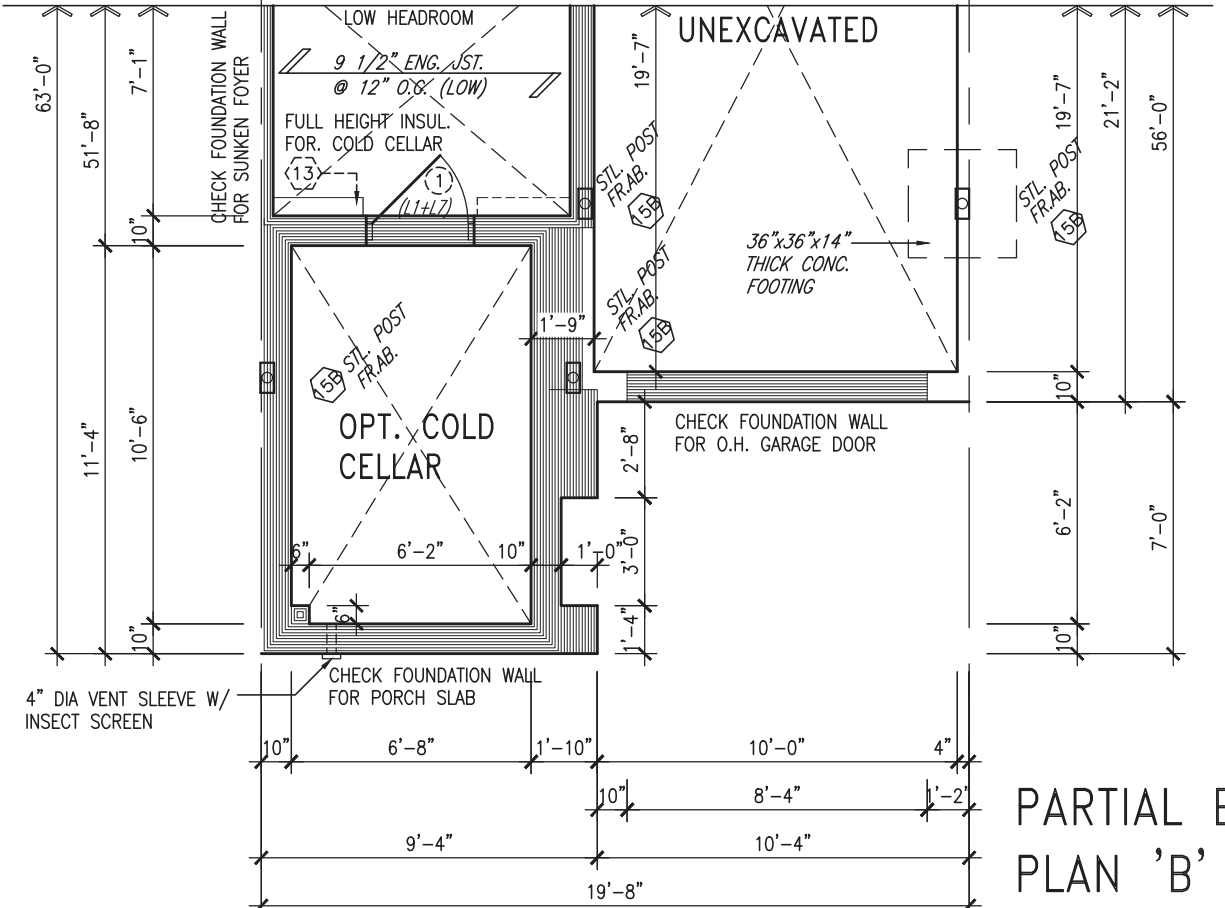 LOW HEADROOM
UNEXCAVATED
9 1/2" ENG. JST.
@ 12" O.C. (LOW)
FULL HEIGHT INSUL.
FOR. COLD CELLAR
13
1
(L1+L7)
CHECK FOUNDATION WALL
FOR SUNKEN FOYER
63'-0"
51'-8"
7'-1"
10"
11'-4"
10'-6"
10"
19'-7"
STL. POST
FR.AB.
15B
STL. POST
FR.AB.
15B
36"x36"x14"
THICK CONC.
FOOTING
STL. POST
FR.AB.
15B
19'-7"
21'-2"
56'-0"
10"
6'-2"
7'-0"
10"
1'-9"
STL. POST
FR.AB.
15B
OPT. COLD
CELLAR
CHECK FOUNDATION WALL
FOR O.H. GARAGE DOOR
2'-8"
3'-0"
1'-4"
6"
6'-2"
10"
1'-0"
6"
CHECK FOUNDATION WALL
FOR PORCH SLAB
4" DIA VENT SLEEVE W/
INSECT SCREEN
10"
6'-8"
1'-10"
10'-0"
4"
10"
8'-4"
1'-2'
9'-4"
10'-4"
19'-8"
PARTIAL
PLAN 'B'